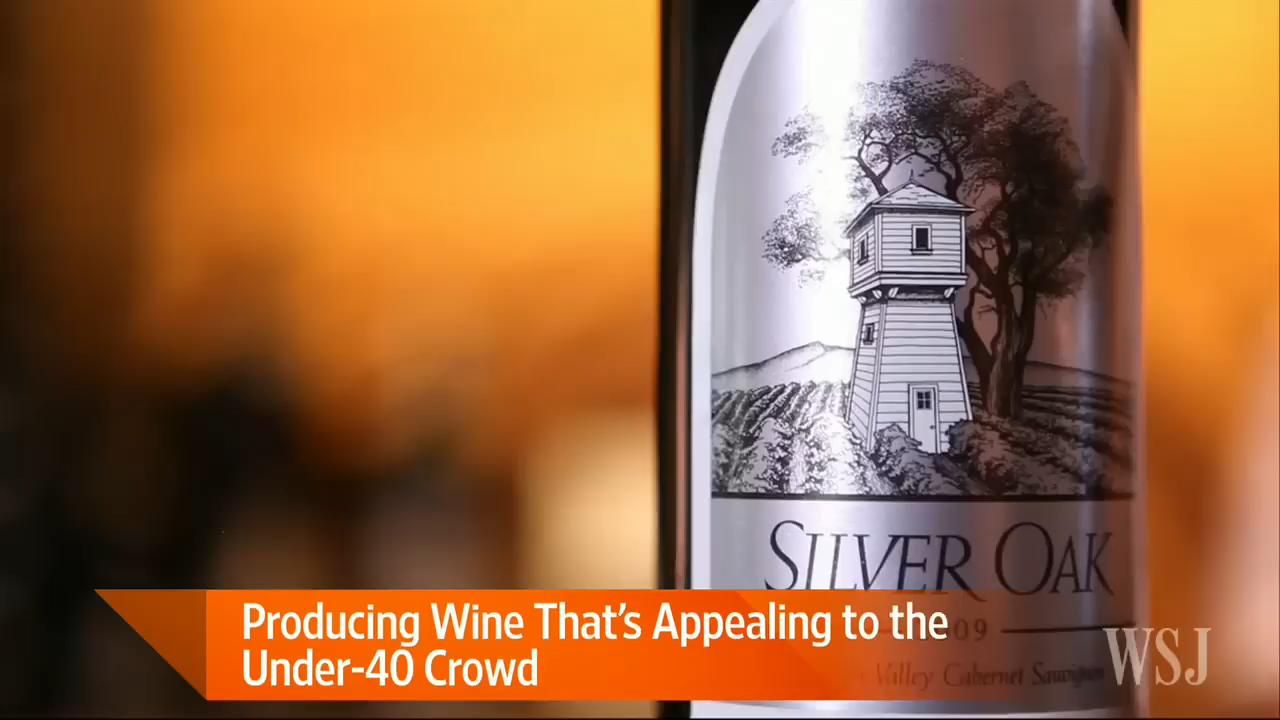 SILVER OAK
09
Valley Cabernet Sauvignon
Producing Wine That's Appealing to the
Under-40 Crowd
WSJ